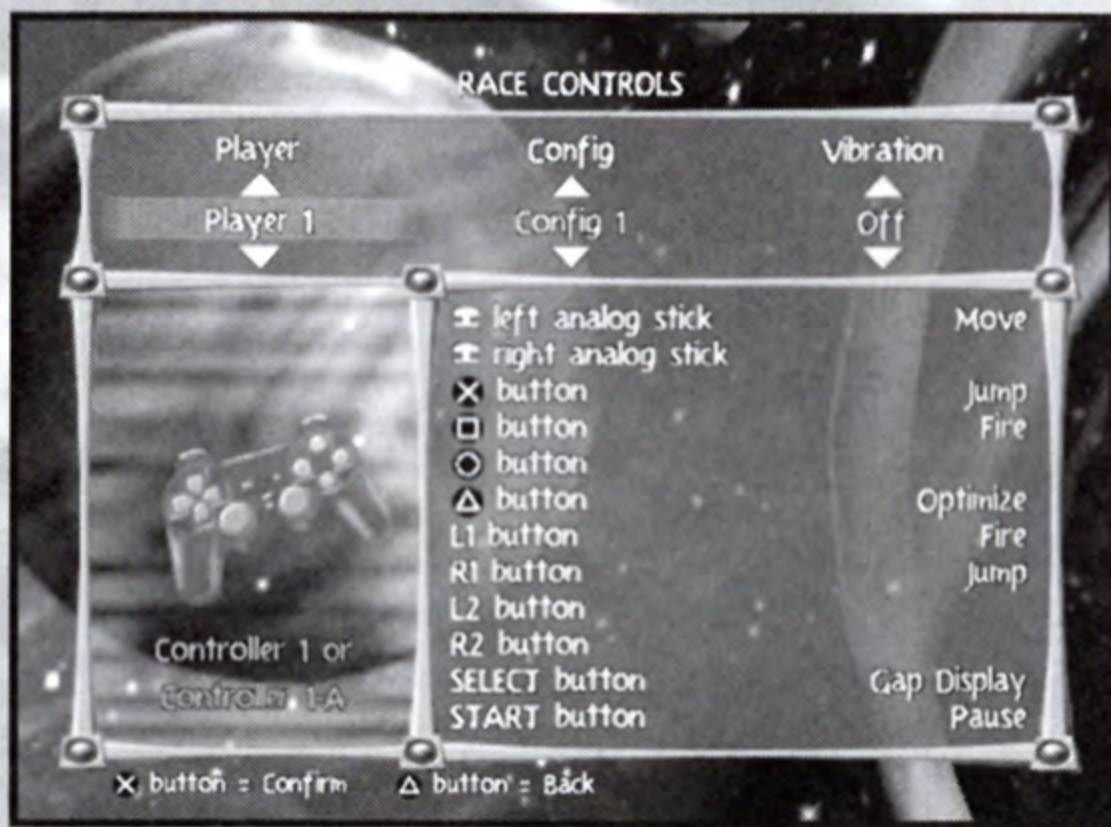 RACE CONTROLS
Player Config Vibration
Player 1 Config 1 Off
left analog stick Move
right analog stick
button Jump
button Fire
button
button Optimize
L1 button Fire
R1 button Jump
L2 button
R2 button
SELECT button Gap Display
START button Pause
Controller 1 or
Controller 1-A
button = Confirm button = Back